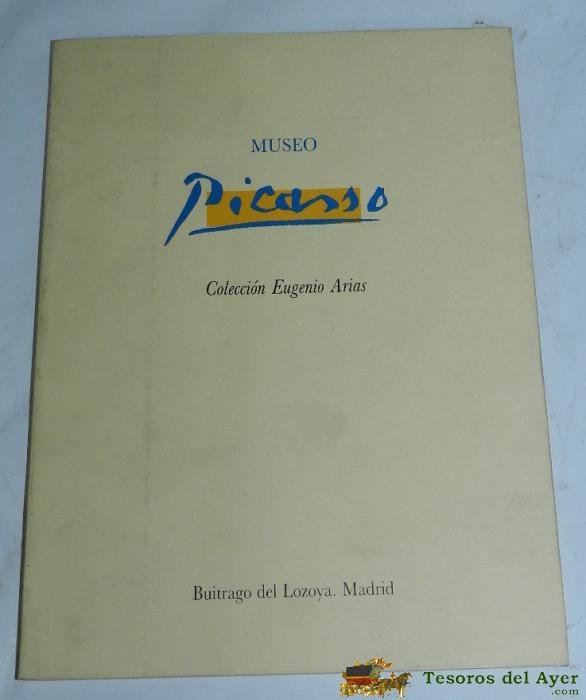 MUSEO
Picasso
Colección Eugenio Arias
Buitrago del Lozoya. Madrid
Tesoros del Ayer
.com